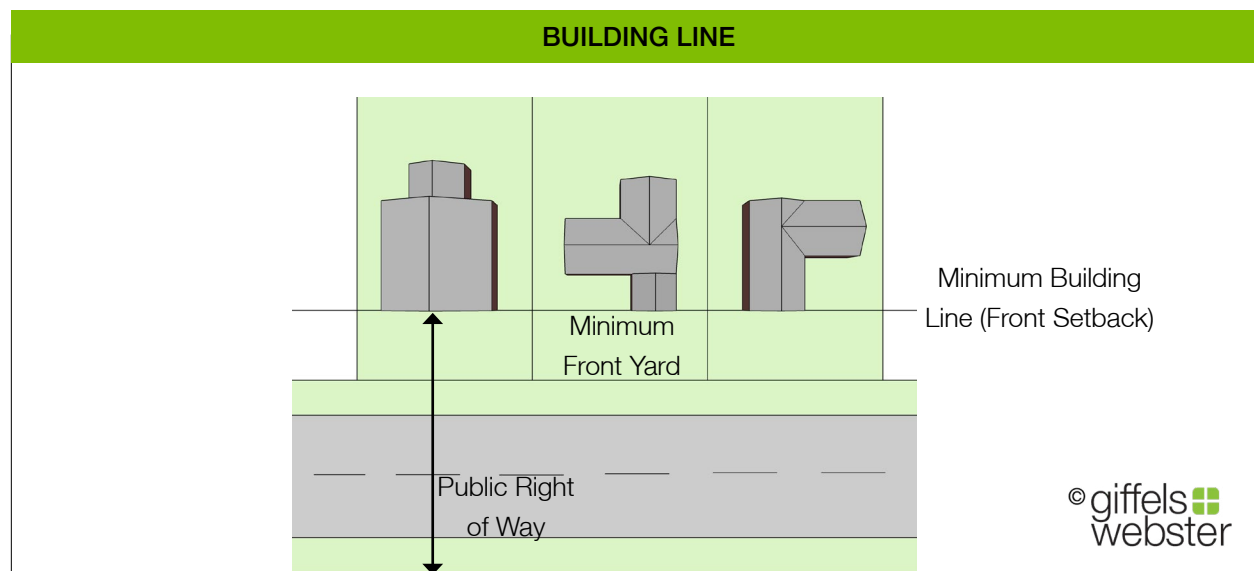 BUILDING LINE
Minimum Building
Line (Front Setback)
Minimum
Front Yard
Public Right
of Way
© giffels
webster